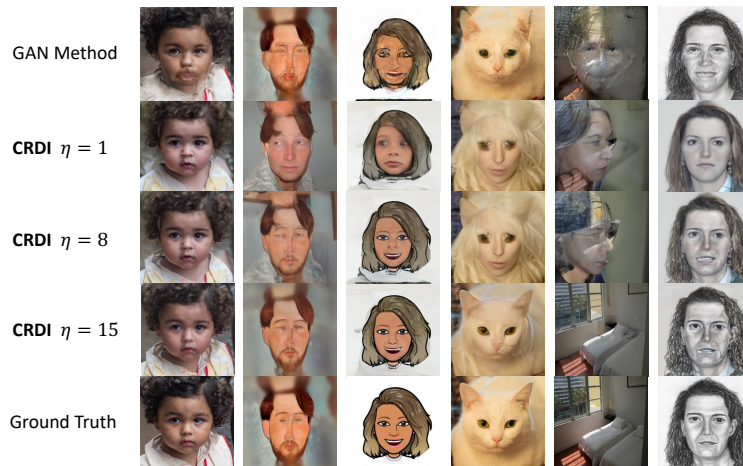 GAN Method
CRDI η = 1
CRDI η = 8
CRDI η = 15
Ground Truth